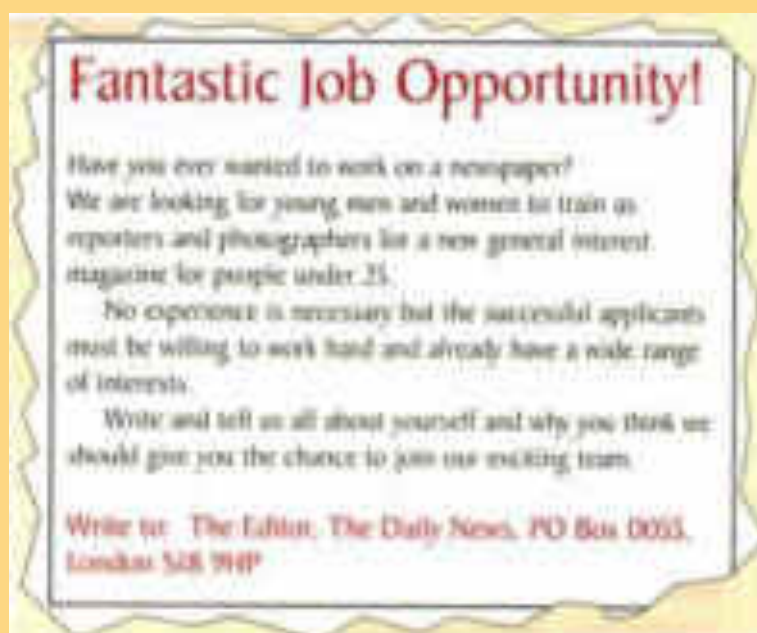 Fantastic Job Opportunity!
Have you ever wanted to work on a newspaper?
We are looking for young men and women to train as
reporters and photographers for a new general interest
magazine for people under 25.
No experience is necessary but the successful applicants
must be willing to work hard and already have a wide range
of interests.
Write and tell us all about yourself and why you think we
should give you the chance to join our exciting team.
Write to: The Editor, The Daily News, PO Box
London 9HP